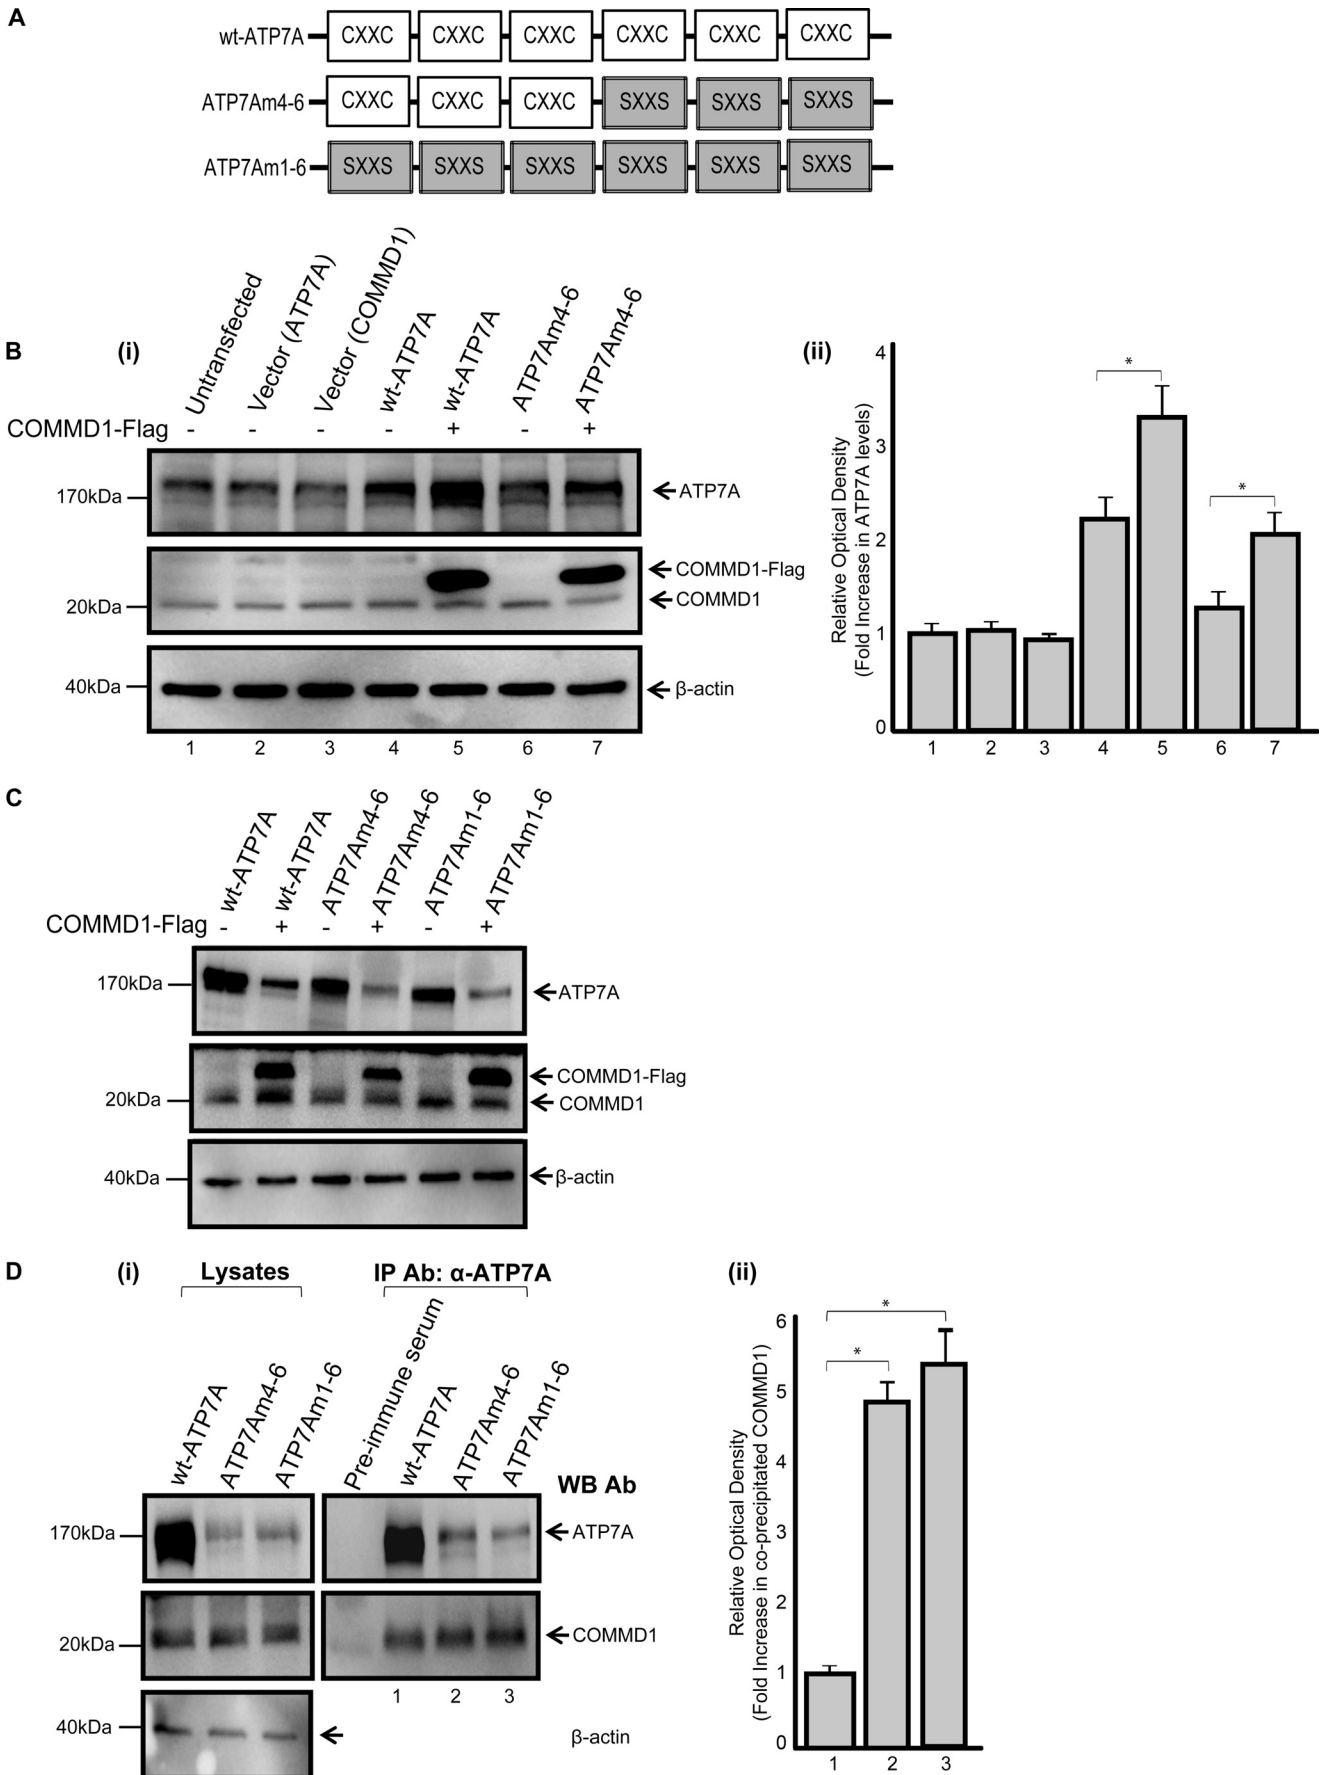 A
wt-ATP7A CXXC CXXC CXXC CXXC CXXC CXXC
ATP7Am4-6 CXXC CXXC CXXC SXXS SXXS SXXS
ATP7Am1-6 SXXS SXXS SXXS SXXS SXXS SXXS
B (i)
Untransfected
Vector (ATP7A)
Vector (COMMD1)
wt-ATP7A
wt-ATP7A
ATP7Am4-6
ATP7Am4-6
COMMD1-Flag - - - - + - +
170kDa ATP7A
COMMD1-Flag
20kDa COMMD1
40kDa β-actin
1 2 3 4 5 6 7
(ii)
Relative Optical Density
(Fold Increase in ATP7A levels)
4
3
2
1
0
* *
1 2 3 4 5 6 7
C
wt-ATP7A
wt-ATP7A
ATP7Am4-6
ATP7Am4-6
ATP7Am1-6
ATP7Am1-6
COMMD1-Flag - + - + - +
170kDa ATP7A
COMMD1-Flag
20kDa COMMD1
40kDa β-actin
D (i)
Lysates IP Ab: α-ATP7A
wt-ATP7A
ATP7Am4-6
ATP7Am1-6
Pre-immune serum
wt-ATP7A
ATP7Am4-6
ATP7Am1-6
WB Ab
170kDa ATP7A
20kDa COMMD1
1 2 3
40kDa β-actin
(ii)
Relative Optical Density
(Fold Increase in co-precipitated COMMD1)
6
5
4
3
2
1
0
*
*
1 2 3